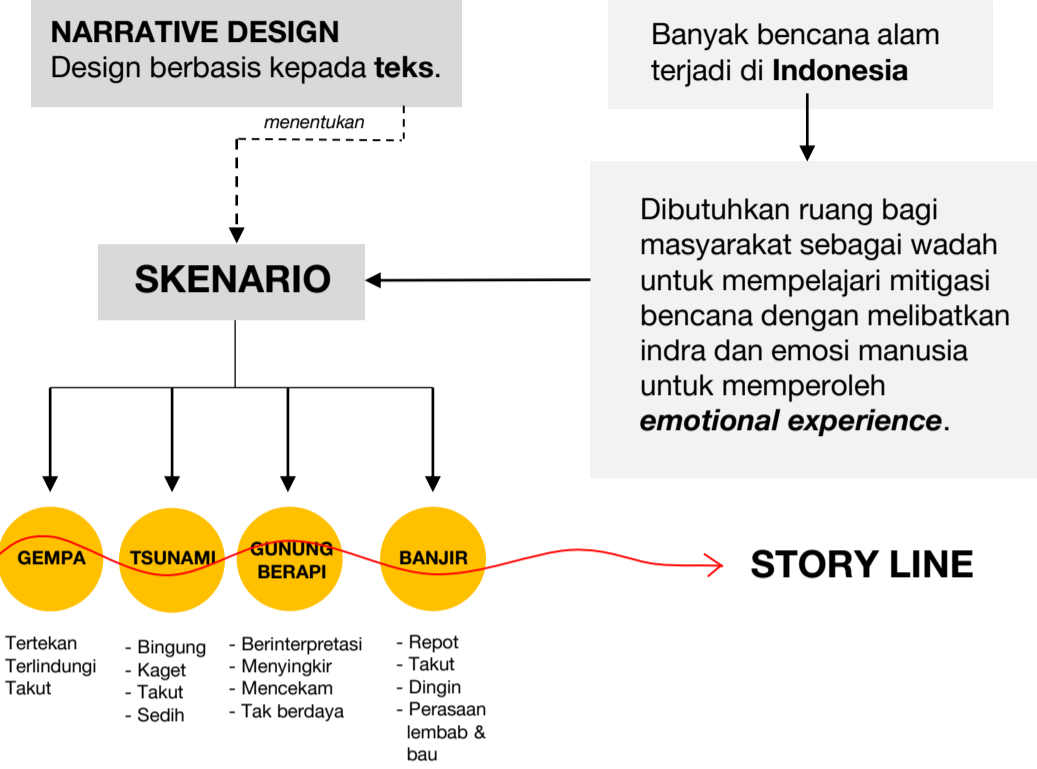 NARRATIVE DESIGN
Design berbasis kepada teks.
menentukan
Banyak bencana alam
terjadi di Indonesia
Dibutuhkan ruang bagi
masyarakat sebagai wadah
untuk mempelajari mitigasi
bencana dengan melibatkan
indra dan emosi manusia
untuk memperoleh
emotional experience.
SKENARIO
GEMPA
TSUNAMI
GUNUNG
BERAPI
BANJIR
STORY LINE
Tertekan
Terlindungi
Takut
- Bingung
- Kaget
- Takut
- Sedih
- Berinterpretasi
- Menyingkir
- Mencekam
- Tak berdaya
- Repot
- Takut
- Dingin
- Perasaan
lembab &
bau